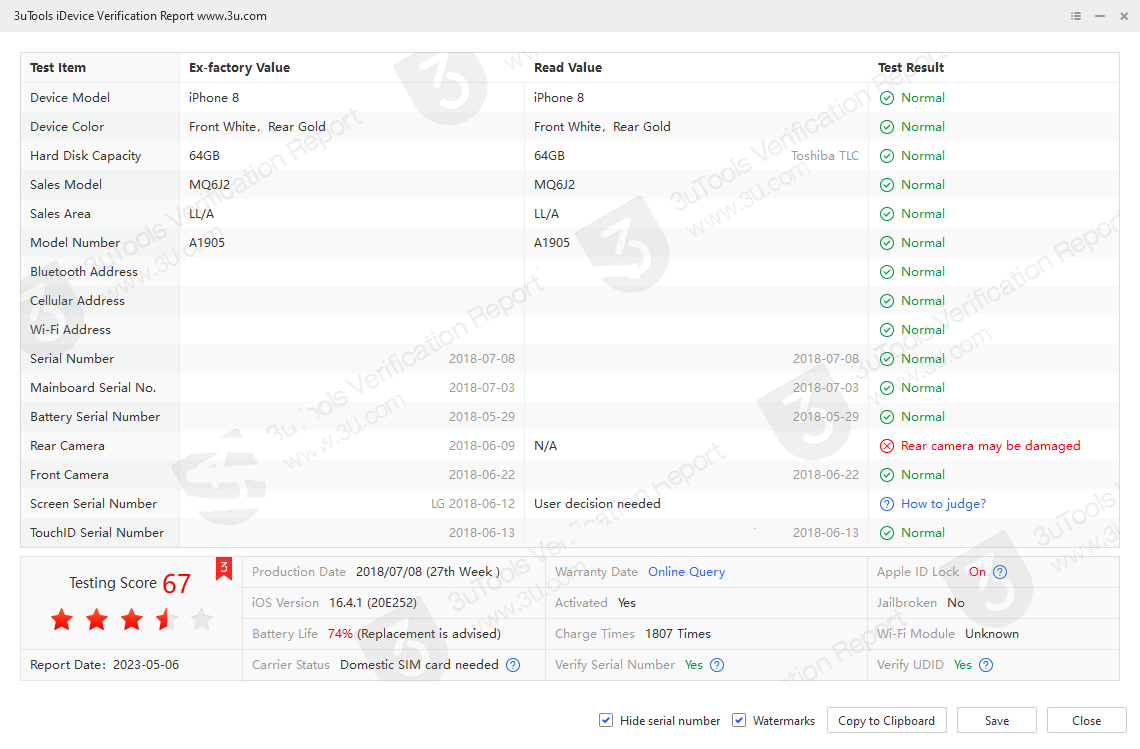 3uTools iDevice Verification Report www.3u.com
Test Item Ex-factory Value Read Value Test Result
Device Model iPhone 8 iPhone 8 Normal
Device Color Front White, Rear Gold Front White, Rear Gold Normal
Hard Disk Capacity 64GB 64GB Toshiba TLC Normal
Sales Model MQ6J2 MQ6J2 Normal
Sales Area LL/A LL/A Normal
Model Number A1905 A1905 Normal
Bluetooth Address Normal
Cellular Address Normal
Wi-Fi Address Normal
Serial Number 2018-07-08 2018-07-08 Normal
Mainboard Serial No. 2018-07-03 2018-07-03 Normal
Battery Serial Number 2018-05-29 2018-05-29 Normal
Rear Camera 2018-06-09 N/A Rear camera may be damaged
Front Camera 2018-06-22 2018-06-22 Normal
Screen Serial Number LG 2018-06-12 User decision needed How to judge?
TouchID Serial Number 2018-06-13 2018-06-13 Normal
Testing Score 67
3
Production Date 2018/07/08 (27th Week ) Warranty Date Online Query Apple ID Lock On
iOS Version 16.4.1 (20E252) Activated Yes Jailbroken No
Battery Life 74% (Replacement is advised) Charge Times 1807 Times Wi-Fi Module Unknown
Report Date: 2023-05-06 Carrier Status Domestic SIM card needed Verify Serial Number Yes Verify UDID Yes
Hide serial number Watermarks Copy to Clipboard Save Close
3uTools Verification Report
www.3u.com